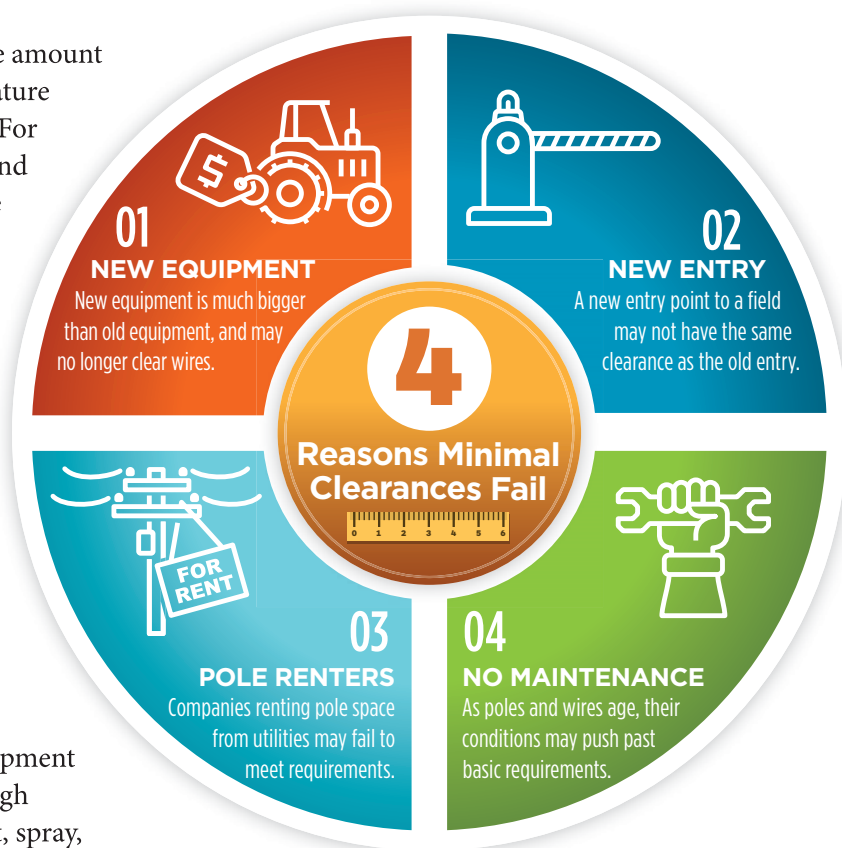 amount
For
01
NEW EQUIPMENT
New equipment is much bigger
than old equipment, and may
no longer clear wires.
$
02
NEW ENTRY
A new entry point to a field
may not have the same
clearance as the old entry.
4
Reasons Minimal
Clearances Fail
0 1 2 3 4 5 6
FOR
RENT
03
POLE RENTERS
Companies renting pole space
from utilities may fail to
meet requirements.
04
NO MAINTENANCE
As poles and wires age, their
conditions may push past
basic requirements.
spray,